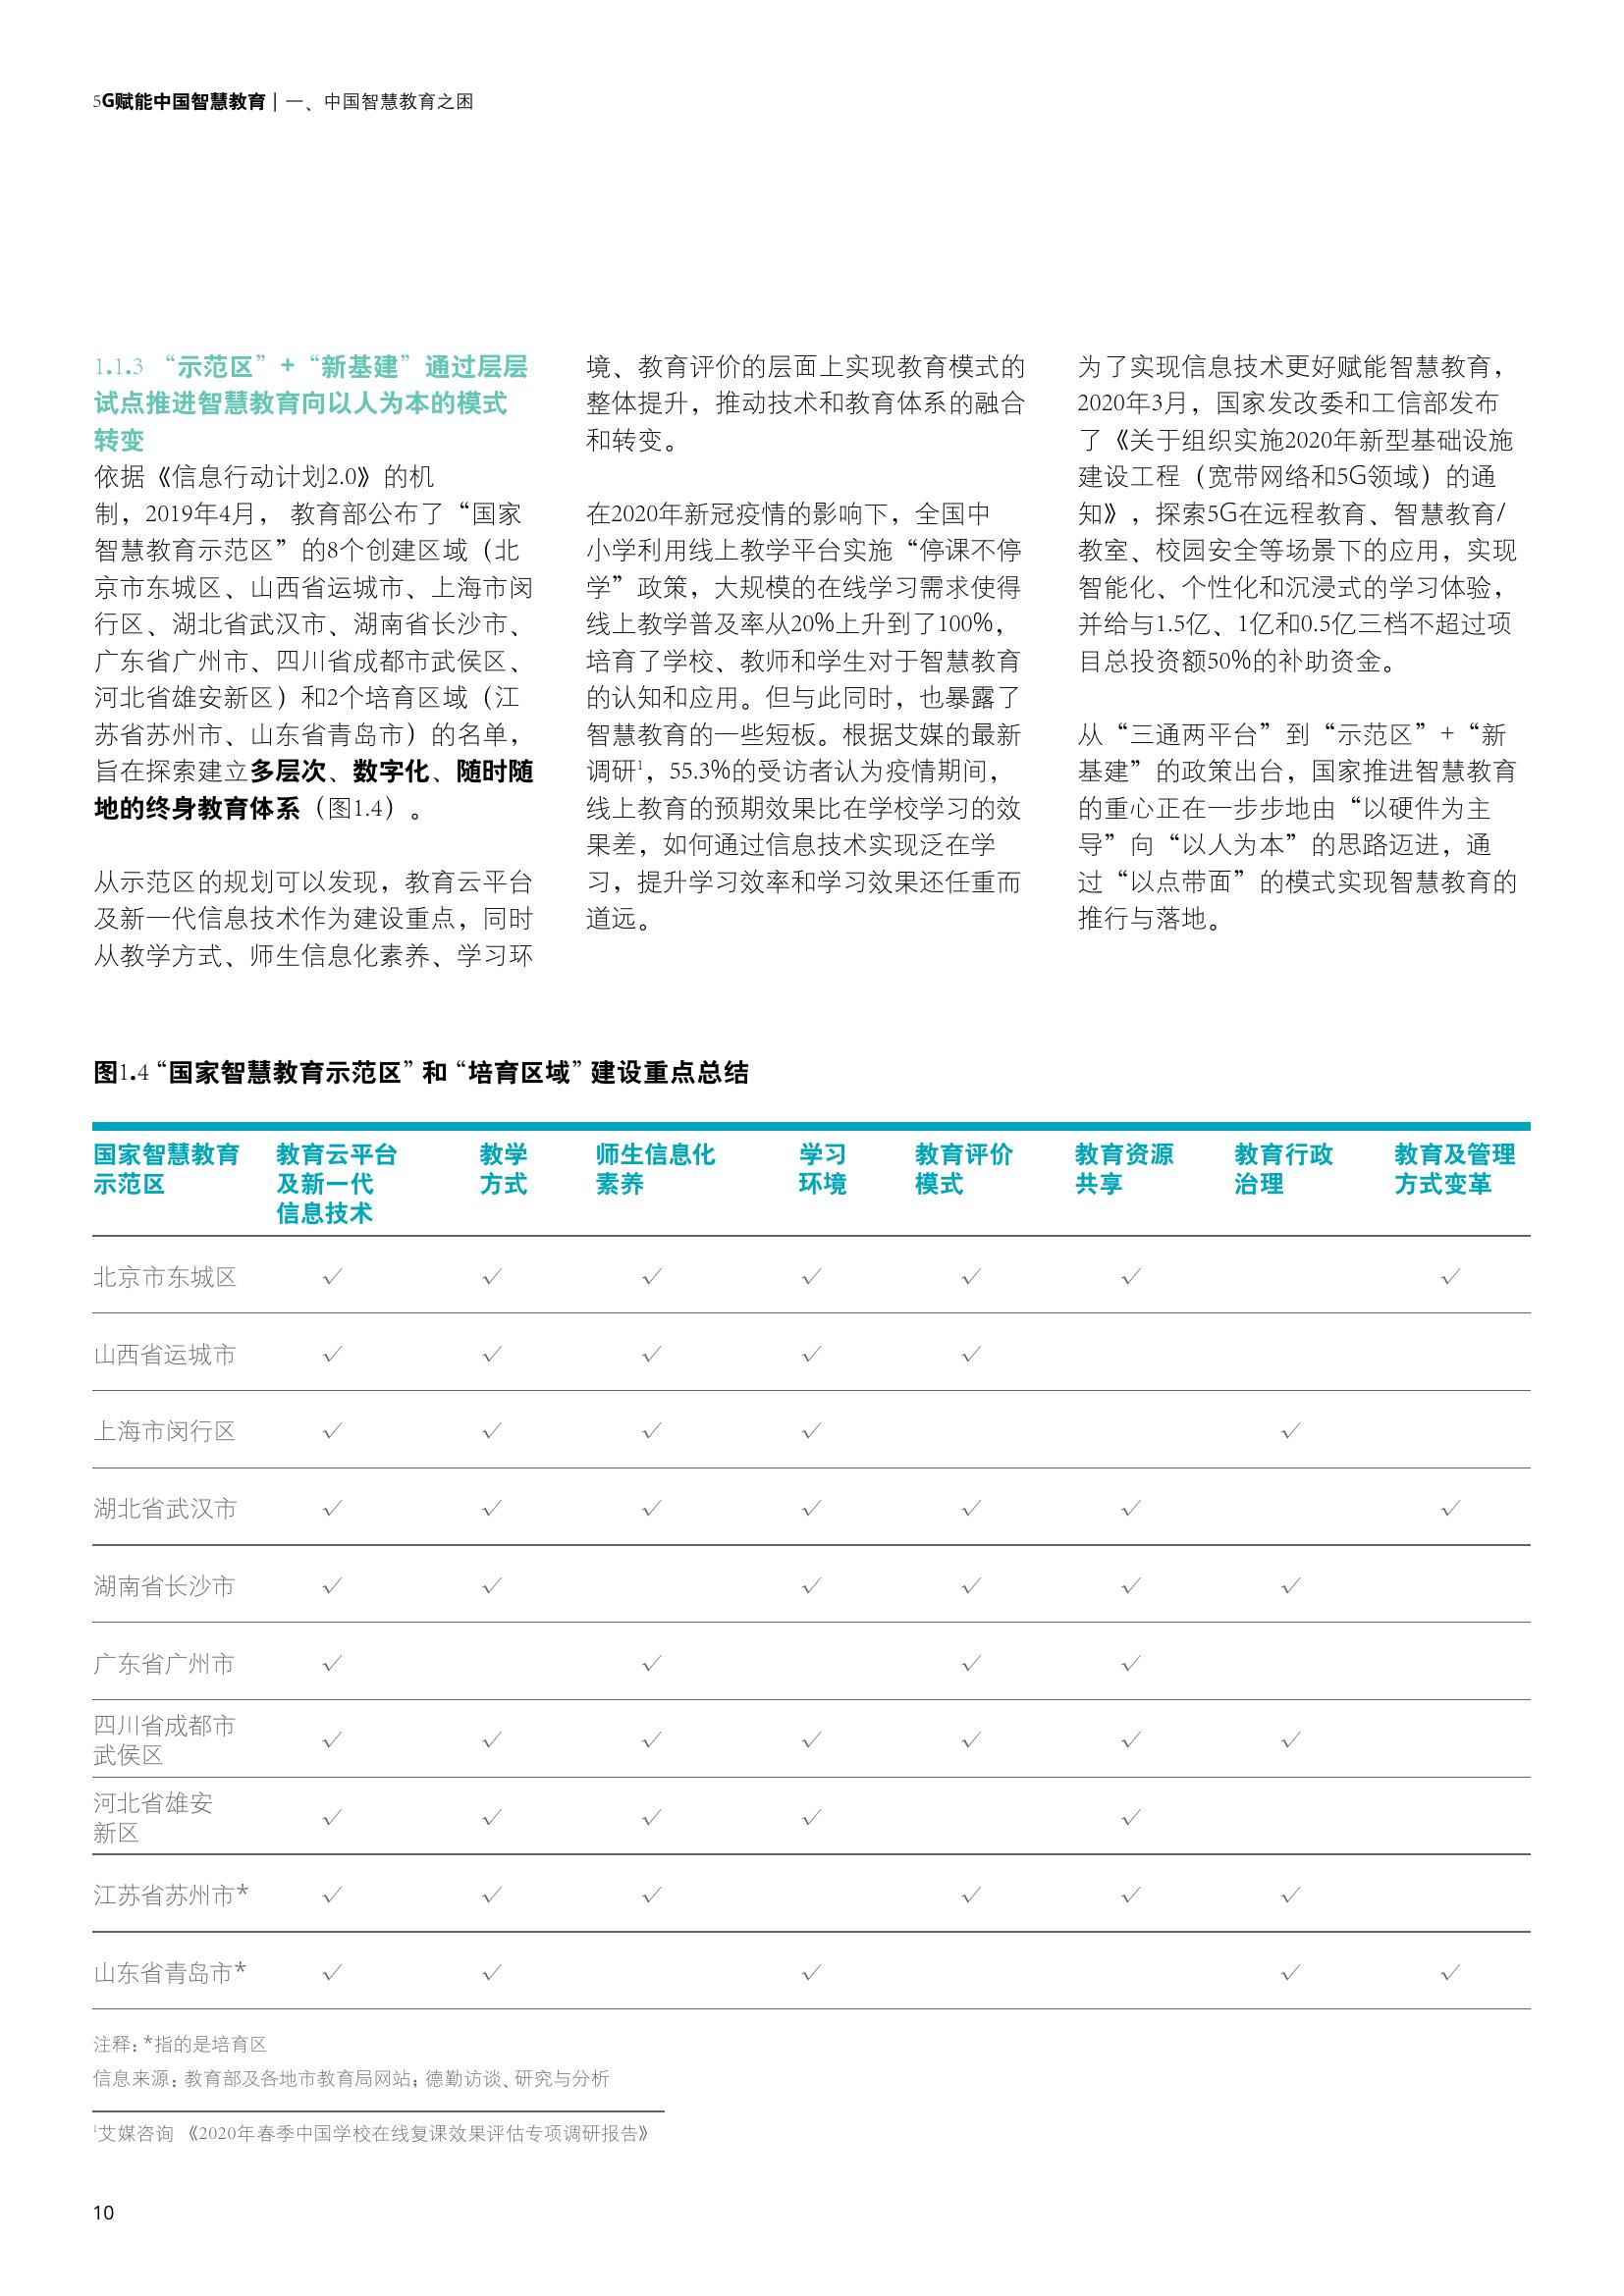 5G赋能中国智慧教育 | 一、中国智慧教育之困
1.1.3 “示范区”+“新基建”通过层层
试点推进智慧教育向以人为本的模式
转变
依据《信息行动计划2.0》的机
制，2019年4月， 教育部公布了“国家
智慧教育示范区”的8个创建区域（北
京市东城区、山西省运城市、上海市闵
行区、湖北省武汉市、湖南省长沙市、
广东省广州市、四川省成都市武侯区、
河北省雄安新区）和2个培育区域（江
苏省苏州市、山东省青岛市）的名单，
旨在探索建立多层次、数字化、随时随
地的终身教育体系（图1.4）。
从示范区的规划可以发现，教育云平台
及新一代信息技术作为建设重点，同时
从教学方式、师生信息化素养、学习环
境、教育评价的层面上实现教育模式的
整体提升，推动技术和教育体系的融合
和转变。
在2020年新冠疫情的影响下，全国中
小学利用线上教学平台实施“停课不停
学”政策，大规模的在线学习需求使得
线上教学普及率从20%上升到了100%，
培育了学校、教师和学生对于智慧教育
的认知和应用。但与此同时，也暴露了
智慧教育的一些短板。根据艾媒的最新
调研1，55.3%的受访者认为疫情期间，
线上教育的预期效果比在学校学习的效
果差，如何通过信息技术实现泛在学
习，提升学习效率和学习效果还任重而
道远。
为了实现信息技术更好赋能智慧教育，
2020年3月，国家发改委和工信部发布
了《关于组织实施2020年新型基础设施
建设工程（宽带网络和5G领域）的通
知》，探索5G在远程教育、智慧教育/
教室、校园安全等场景下的应用，实现
智能化、个性化和沉浸式的学习体验，
并给与1.5亿、1亿和0.5亿三档不超过项
目总投资额50%的补助资金。
从“三通两平台”到“示范区”+“新
基建”的政策出台，国家推进智慧教育
的重心正在一步步地由“以硬件为主
导”向“以人为本”的思路迈进，通
过“以点带面”的模式实现智慧教育的
推行与落地。
图1.4 “国家智慧教育示范区”和“培育区域”建设重点总结
国家智慧教育 教育云平台 教学 师生信息化 学习 教育评价 教育资源 教育行政 教育及管理
示范区 及新一代 方式 素养 环境 模式 共享 治理 方式变革
信息技术
北京市东城区 √ √ √ √ √ √ √
山西省运城市 √ √ √ √ √
上海市闵行区 √ √ √ √ √
湖北省武汉市 √ √ √ √ √ √ √
湖南省长沙市 √ √ √ √ √ √
广东省广州市 √ √ √ √
四川省成都市
武侯区 √ √ √ √ √ √ √
河北省雄安
新区 √ √ √ √ √
江苏省苏州市* √ √ √ √ √ √
山东省青岛市* √ √ √ √ √
注释：*指的是培育区
信息来源：教育部及各地市教育局网站；德勤访谈、研究与分析
1艾媒咨询 《2020年春季中国学校在线复课效果评估专项调研报告》
10